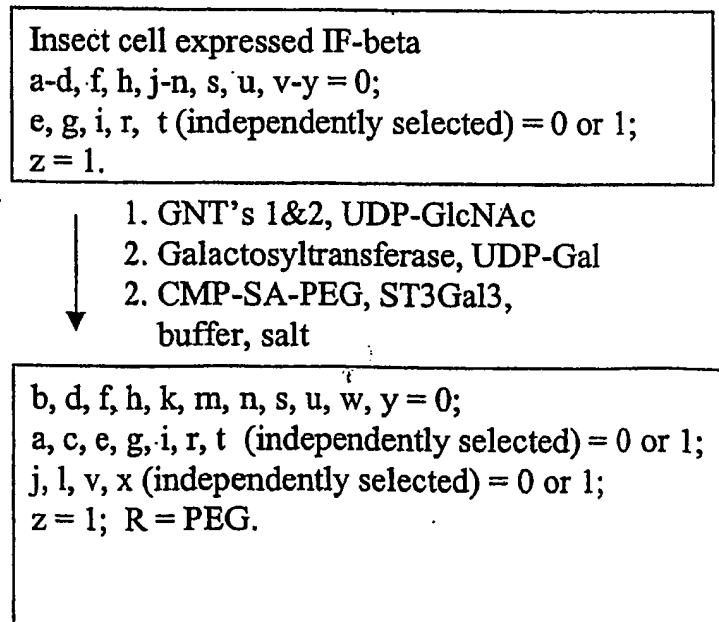 Insect cell expressed IF-beta
a-d, f, h, j-n, s, u, v-y = 0;
e, g, i, r, t (independently selected) = 0 or 1;
z = 1.
1. GNT's 1&2, UDP-GlcNAc
2. Galactosyltransferase, UDP-Gal
2. CMP-SA-PEG, ST3Gal3,
buffer, salt
b, d, f, h, k, m, n, s, u, w, y = 0;
a, c, e, g, i, r, t (independently selected) = 0 or 1;
j, l, v, x (independently selected) = 0 or 1;
z = 1; R = PEG.